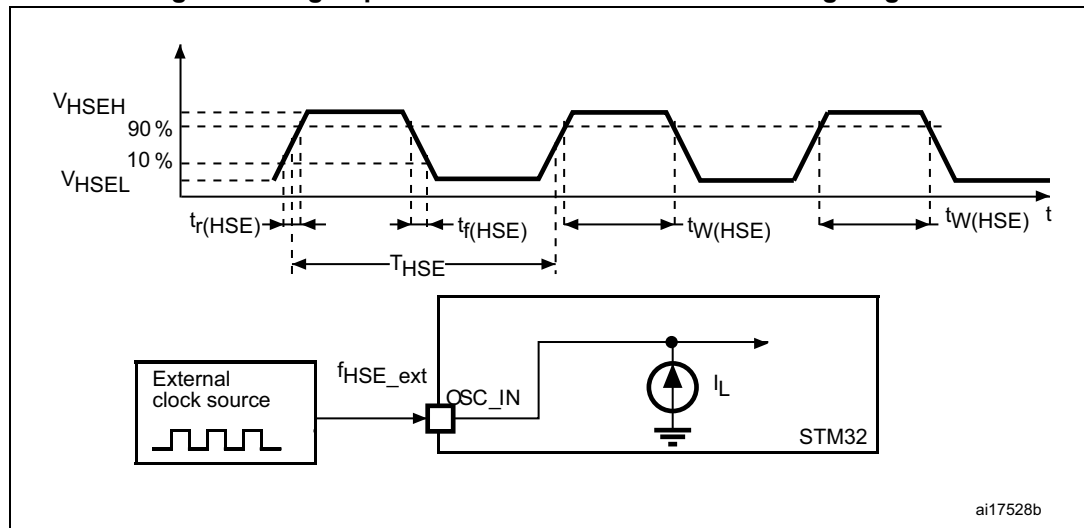 VHSEH
90 %
10 %
VHSEL
tr(HSE)
tf(HSE)
tW(HSE)
tW(HSE)
t
THSE
External
clock source
fHSE_ext
OSC_IN
IL
STM32
ai17528b